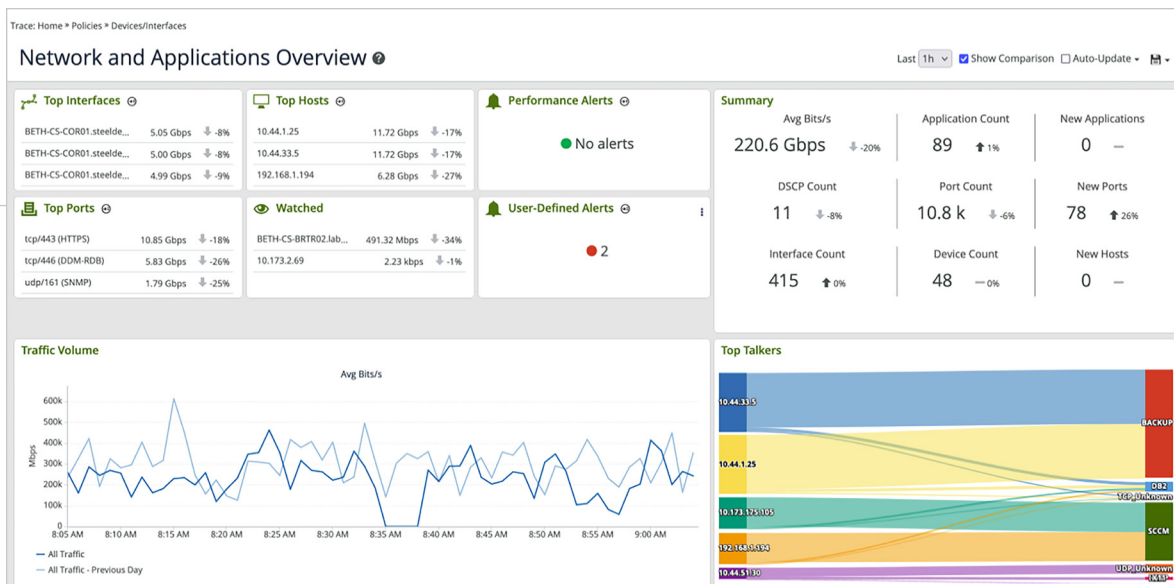 Trace: Home » Policies » Devices/Interfaces
Network and Applications Overview ?
Last 1h Show Comparison Auto-Update
Top Interfaces
BETH-CS-COR01.steelde... 5.05 Gbps -8%
BETH-CS-COR01.steelde... 5.00 Gbps -8%
BETH-CS-COR01.steelde... 4.99 Gbps -9%
Top Hosts
10.44.1.25 11.72 Gbps -17%
10.44.33.5 11.72 Gbps -17%
192.168.1.194 6.28 Gbps -27%
Performance Alerts
No alerts
Summary
Avg Bits/s
220.6 Gbps -20%
Application Count
89 1%
New Applications
0 –
DSCP Count
11 -8%
Port Count
10.8 k -6%
New Ports
78 26%
Interface Count
415 0%
Device Count
48 – 0%
New Hosts
0 –
Top Ports
tcp/443 (HTTPS) 10.85 Gbps -18%
tcp/446 (DDM-RDB) 5.83 Gbps -26%
udp/161 (SNMP) 1.79 Gbps -25%
Watched
BETH-CS-BRTR02.lab... 491.32 Mbps -34%
10.173.2.69 2.23 kbps -1%
User-Defined Alerts
2
Traffic Volume
Avg Bits/s
Mbps
600k
500k
400k
300k
200k
100k
0
8:05 AM 8:10 AM 8:15 AM 8:20 AM 8:25 AM 8:30 AM 8:35 AM 8:40 AM 8:45 AM 8:50 AM 8:55 AM 9:00 AM
All Traffic
All Traffic - Previous Day
Top Talkers
10.44.33.5
10.44.1.25
10.173.175.105
192.168.1.194
10.44.51.30
BACKUP
DB2
TCP_Unknown
SCCM
UDP_Unknown